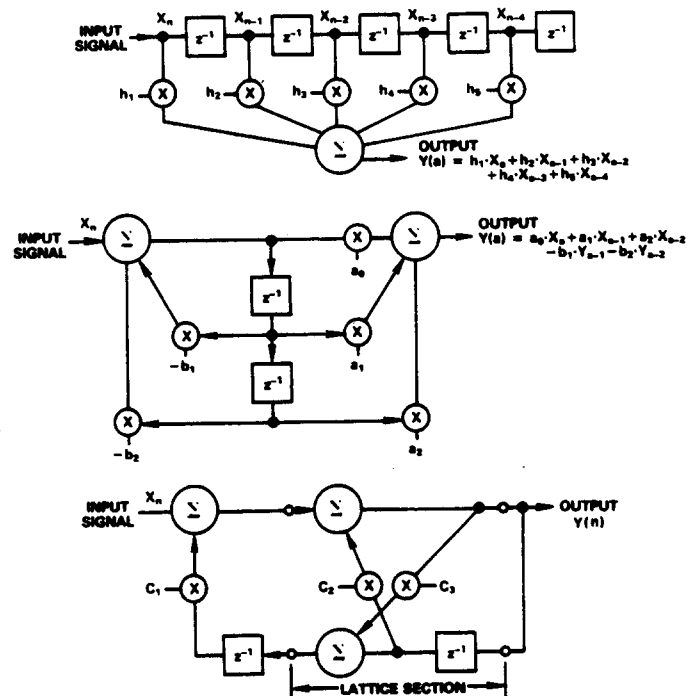 Xₙ Xₙ₋₁ Xₙ₋₂ Xₙ₋₃ Xₙ₋₄
INPUT SIGNAL z⁻¹ z⁻¹ z⁻¹ z⁻¹ z⁻¹
h₁ X h₂ X h₃ X h₄ X h₅ X
Σ OUTPUT
Y(a) = h₁·Xₙ + h₂·Xₙ₋₁ + h₃·Xₙ₋₂
+ h₄·Xₙ₋₃ + h₅·Xₙ₋₄
INPUT SIGNAL Xₙ Σ X a₀ Σ OUTPUT
Y(a) = a₀·Xₙ + a₁·Xₙ₋₁ + a₂·Xₙ₋₂
−b₁·Yₙ₋₁ − b₂·Yₙ₋₂
z⁻¹
X X
−b₁ a₁
z⁻¹
X X
−b₂ a₂
INPUT SIGNAL Xₙ Σ Σ OUTPUT
Y(n)
C₁ X C₂ X X C₃
z⁻¹ Σ z⁻¹
LATTICE SECTION